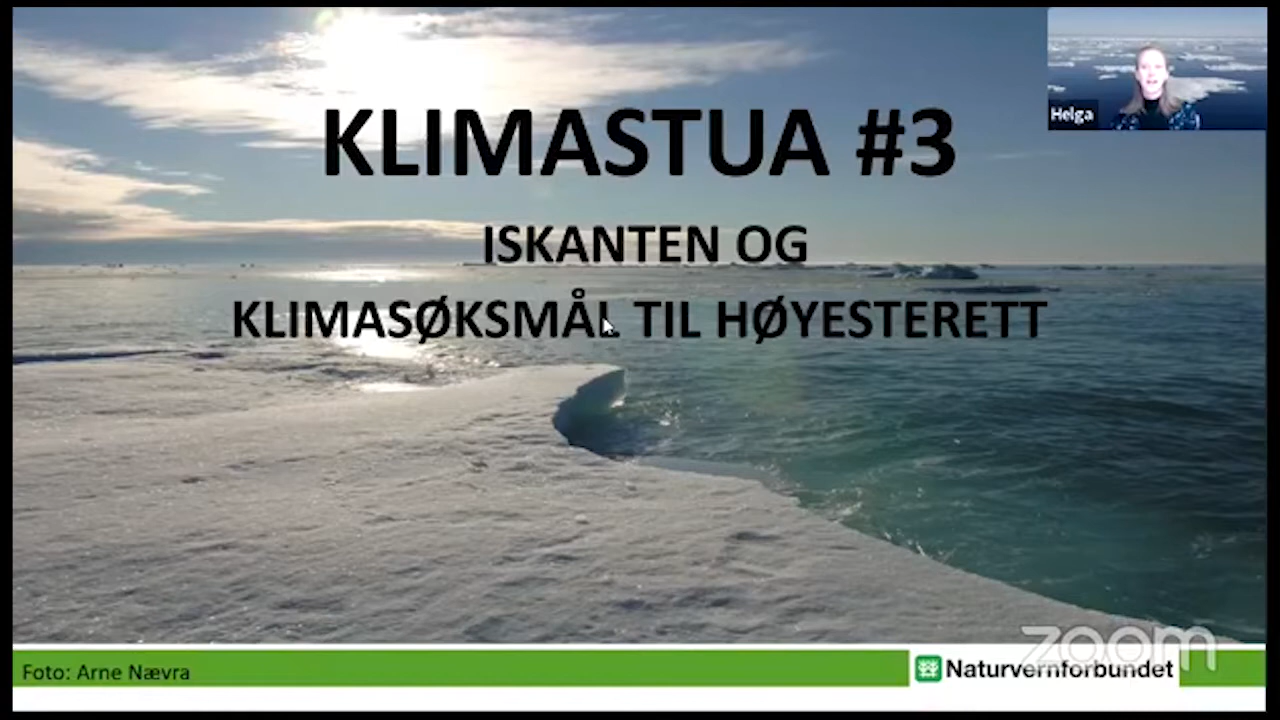 Helga
KLIMASTUA #3
ISKANTEN OG
KLIMASØKSMÅL TIL HØYESTERETT
zoom
Foto: Arne Nævra
Naturvernforbundet